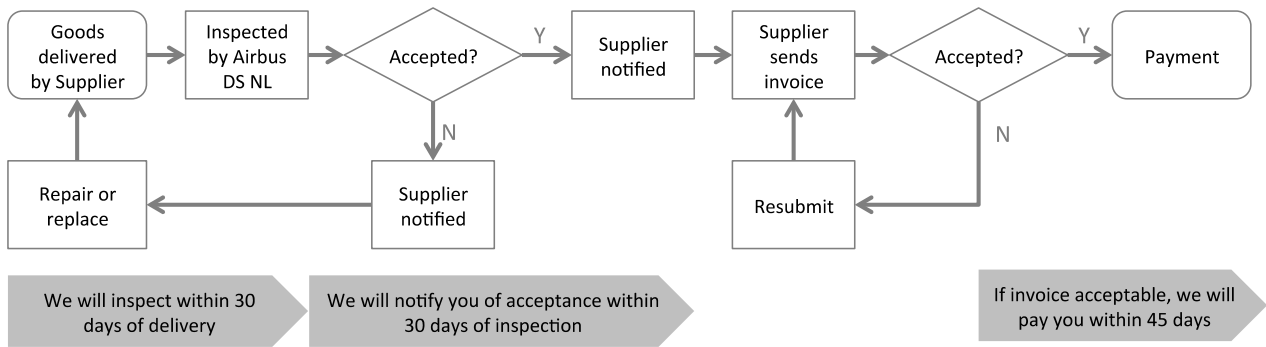 Goods
delivered
by Supplier
Inspected
by Airbus
DS NL
Accepted?
Y
Supplier
notified
Supplier
sends
invoice
Accepted?
Y
Payment
N
N
Repair or
replace
Supplier
notified
Resubmit
We will inspect within 30
days of delivery
We will notify you of acceptance within
30 days of inspection
If invoice acceptable, we will
pay you within 45 days